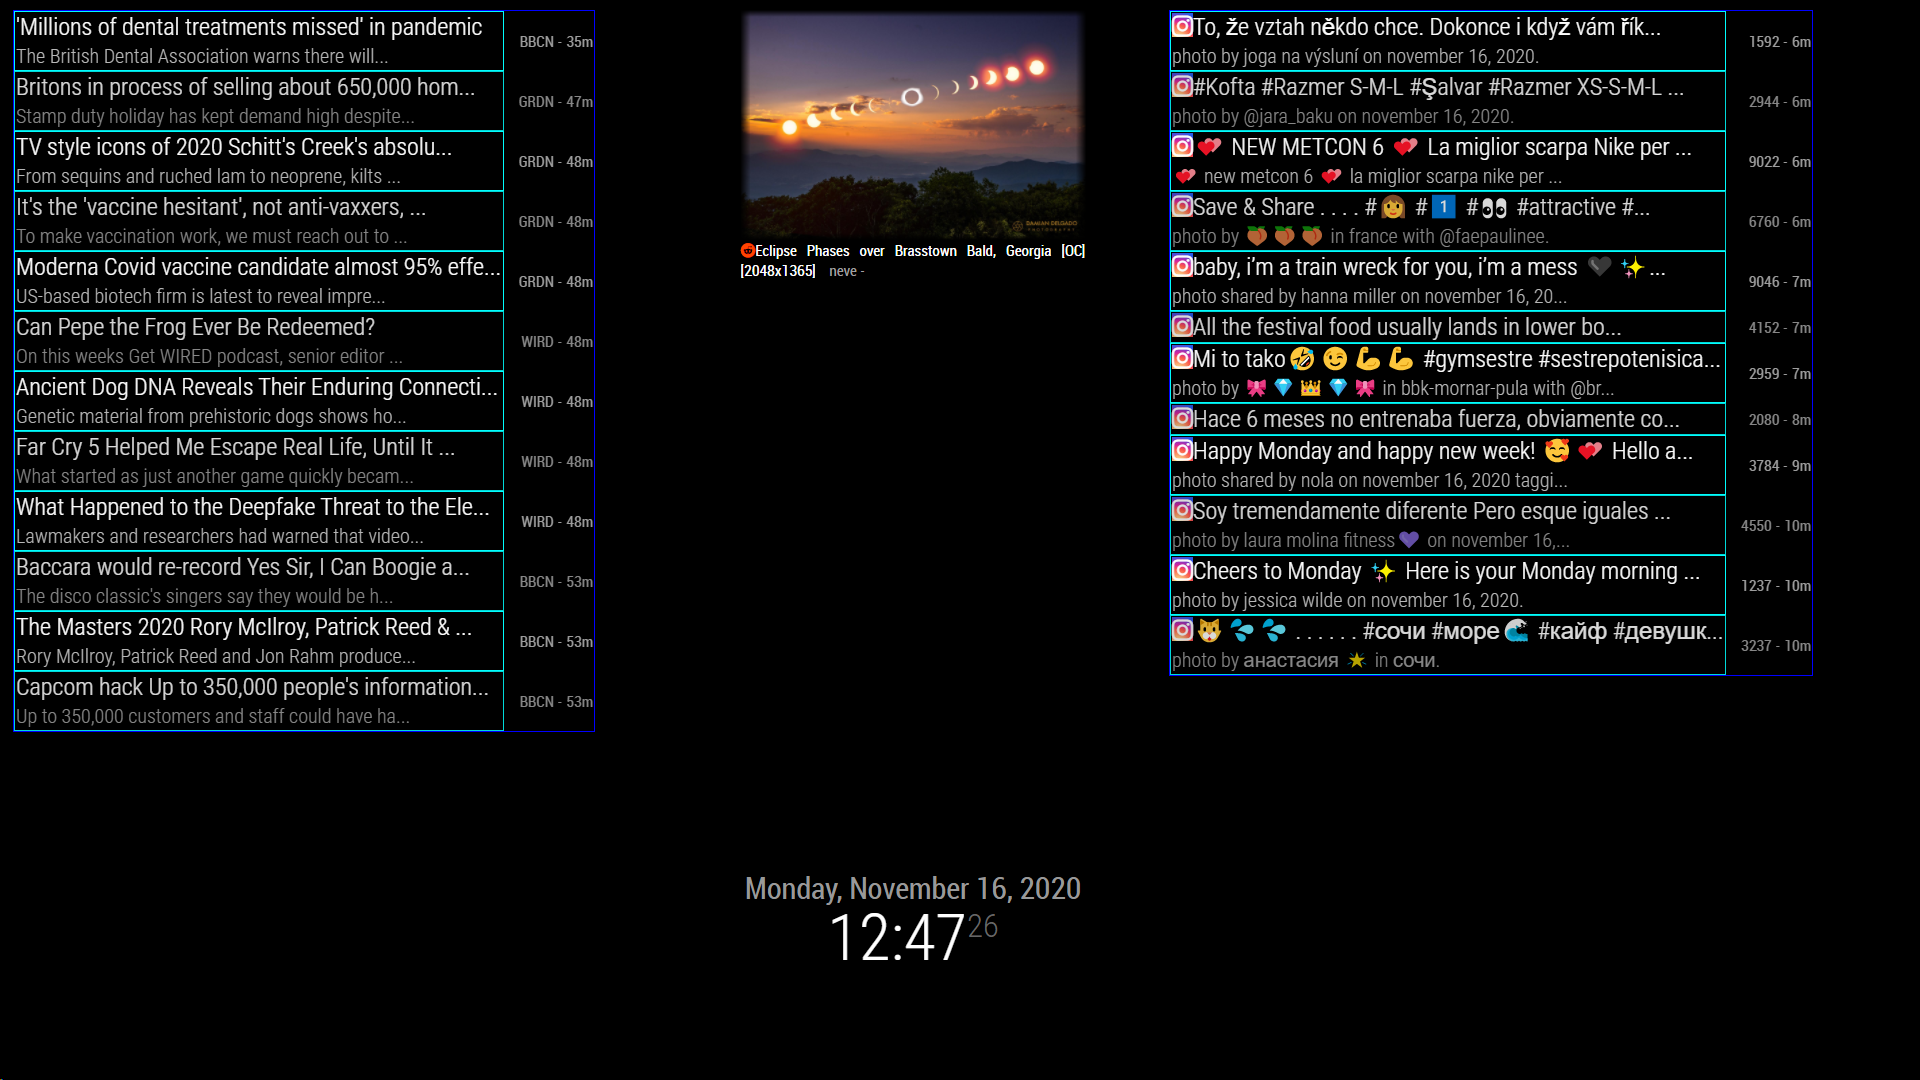 'Millions of dental treatments missed' in pandemic
The British Dental Association warns there will...
BBCN - 35m
Britons in process of selling about 650,000 hom...
Stamp duty holiday has kept demand high despite...
GRDN - 47m
TV style icons of 2020 Schitt's Creek's absolu...
From sequins and ruched lam to neoprene, kilts ...
GRDN - 48m
It's the 'vaccine hesitant', not anti-vaxxers, ...
To make vaccination work, we must reach out to ...
GRDN - 48m
Moderna Covid vaccine candidate almost 95% effe...
US-based biotech firm is latest to reveal impre...
GRDN - 48m
Can Pepe the Frog Ever Be Redeemed?
On this weeks Get WIRED podcast, senior editor ...
WIRD - 48m
Ancient Dog DNA Reveals Their Enduring Connecti...
Genetic material from prehistoric dogs shows ho...
WIRD - 48m
Far Cry 5 Helped Me Escape Real Life, Until It ...
What started as just another game quickly becam...
WIRD - 48m
What Happened to the Deepfake Threat to the Ele...
Lawmakers and researchers had warned that video...
WIRD - 48m
Baccara would re-record Yes Sir, I Can Boogie a...
The disco classic's singers say they would be h...
BBCN - 53m
The Masters 2020 Rory McIlroy, Patrick Reed & ...
Rory McIlroy, Patrick Reed and Jon Rahm produce...
BBCN - 53m
Capcom hack Up to 350,000 people's information...
Up to 350,000 customers and staff could have ha...
BBCN - 53m
DAMIAN DELGADO
PHOTOGRAPHY
Eclipse Phases over Brasstown Bald, Georgia [OC]
[2048x1365] neve -
Monday, November 16, 2020
12:47 26
To, že vztah někdo chce. Dokonce i když vám řík...
photo by joga na výsluní on november 16, 2020.
1592 - 6m
#Kofta #Razmer S-M-L #Şalvar #Razmer XS-S-M-L ...
photo by @jara_baku on november 16, 2020.
2944 - 6m
💕 NEW METCON 6 💕 La miglior scarpa Nike per ...
💕 new metcon 6 💕 la miglior scarpa nike per ...
9022 - 6m
Save & Share . . . . #👩 #1️⃣ #👀 #attractive #...
photo by 🍑 🍑 🍑 in france with @faepaulinee.
6760 - 6m
baby, i’m a train wreck for you, i’m a mess 🖤 ✨ ...
photo shared by hanna miller on november 16, 20...
9046 - 7m
All the festival food usually lands in lower bo...
4152 - 7m
Mi to tako 🤣 😉 💪 💪 #gymsestre #sestrepotenisica...
photo by 🎀 💎 👑 💎 🎀 in bbk-mornar-pula with @br...
2959 - 7m
Hace 6 meses no entrenaba fuerza, obviamente co...
2080 - 8m
Happy Monday and happy new week! 🥰 💕 Hello a...
photo shared by nola on november 16, 2020 taggi...
3784 - 9m
Soy tremendamente diferente Pero esque iguales ...
photo by laura molina fitness 💜 on november 16,...
4550 - 10m
Cheers to Monday ✨ Here is your Monday morning ...
photo by jessica wilde on november 16, 2020.
1237 - 10m
🐱 💦 💦 . . . . . . #сочи #море 🌊 #кайф #девушк...
photo by анастасия 🌟 in сочи.
3237 - 10m